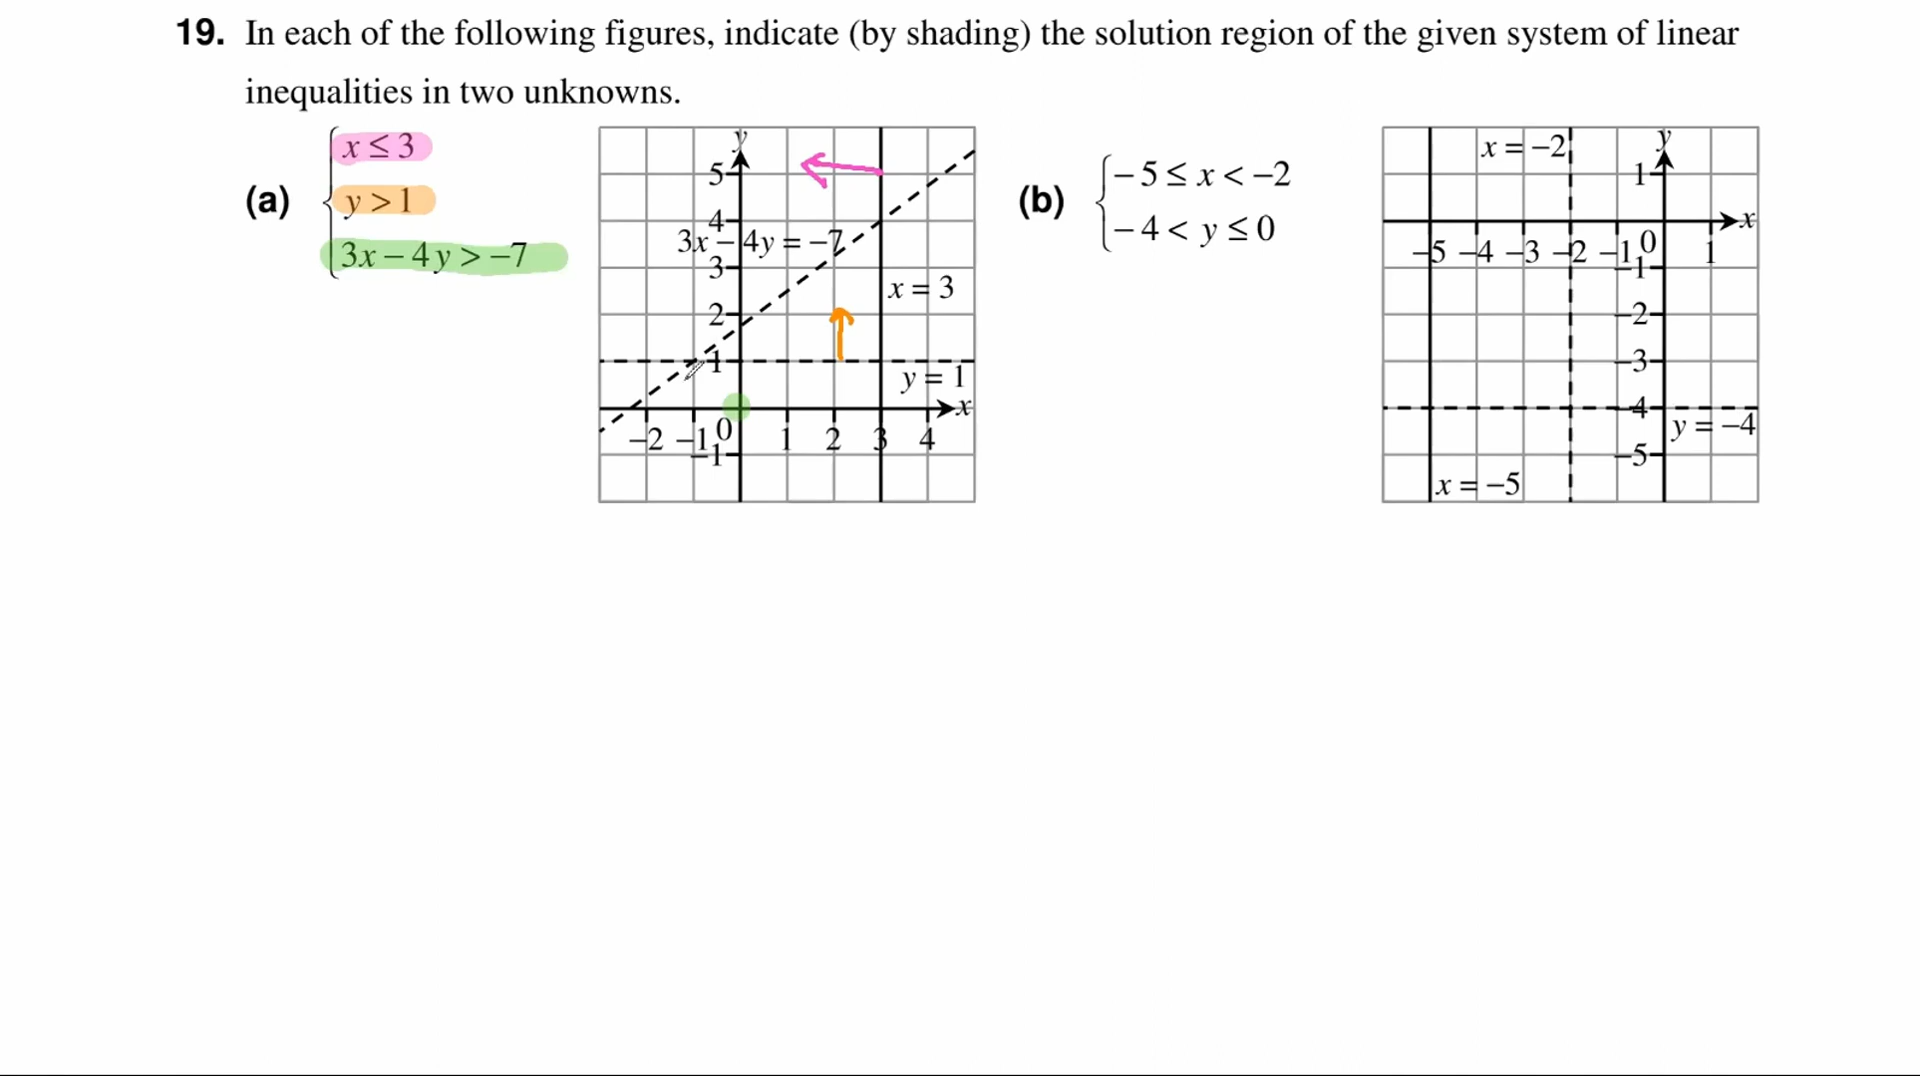 19. In each of the following figures, indicate (by shading) the solution region of the given system of linear
inequalities in two unknowns.
(a)
x ≤ 3
y > 1
3x – 4y > –7
y
5
4
3x – 4y = –7
3
x = 3
2
1
y = 1
x
–2 –1 0 1 2 3 4
–1
(b)
– 5 ≤ x < –2
– 4 < y ≤ 0
x = –2
y
1
x
–5 –4 –3 –2 –1 0 1
–1
–2
–3
–4
y = –4
–5
x = –5